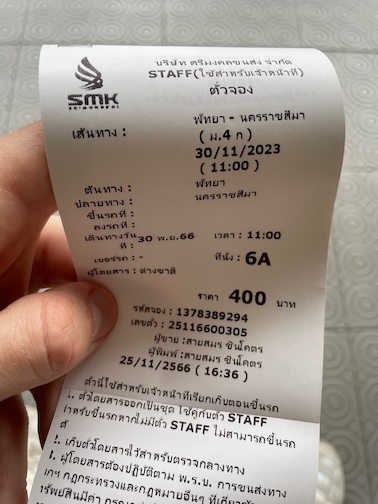 บริษัท ศรีมงคลขนส่ง จำกัด
STAFF(ใช้สำหรับเจ้าหน้าที่)
SMK
ตั๋วจอง
เส้นทาง : พัทยา - นครราชสีมา
( ม.4 ก )
30/11/2023
( 11:00 )
ต้นทาง : พัทยา
ปลายทาง : นครราชสีมา
ขึ้นรถที่ :
ลงรถที่ :
เดินทางวันที่ : 30 พ.ย.66 เวลา : 11:00
เบอร์รถ : - ที่นั่ง : 6A
ผู้โดยสาร : ต่างชาติ
ราคา 400 บาท
รหัสจอง : 1378389294
เลขตั๋ว : 25116600305
ผู้ขาย :สายสมร ชินโคตร
ผู้พิมพ์ :สายสมร ชินโคตร
25/11/2566 ( 16:36 )
ตั๋วนี้ใช้สำหรับเจ้าหน้าที่เรียกเก็บตอนขึ้นรถ
ตั๋วโดยสารออกเป็นชุด ใช้คู่กับตั๋ว STAFF
สำหรับขึ้นรถหากไม่มีตั๋ว STAFF ไม่สามารถขึ้นรถ
ได้
เก็บตั๋วโดยสารไว้สำหรับตรวจกลางทาง
ผู้โดยสารต้องปฏิบัติตาม พ.ร.บ. การขนส่งทาง
บกฯ กฎกระทรวงและกฎหมายอื่นๆ ที่เกี่ยวข้อง